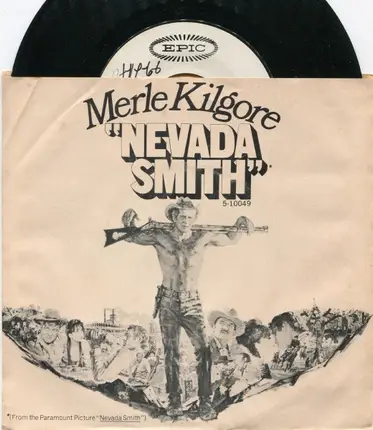 EPIC
Merle Kilgore
"NEVADA
SMITH"*
5-10049
*(From the Paramount Picture "Nevada Smith")